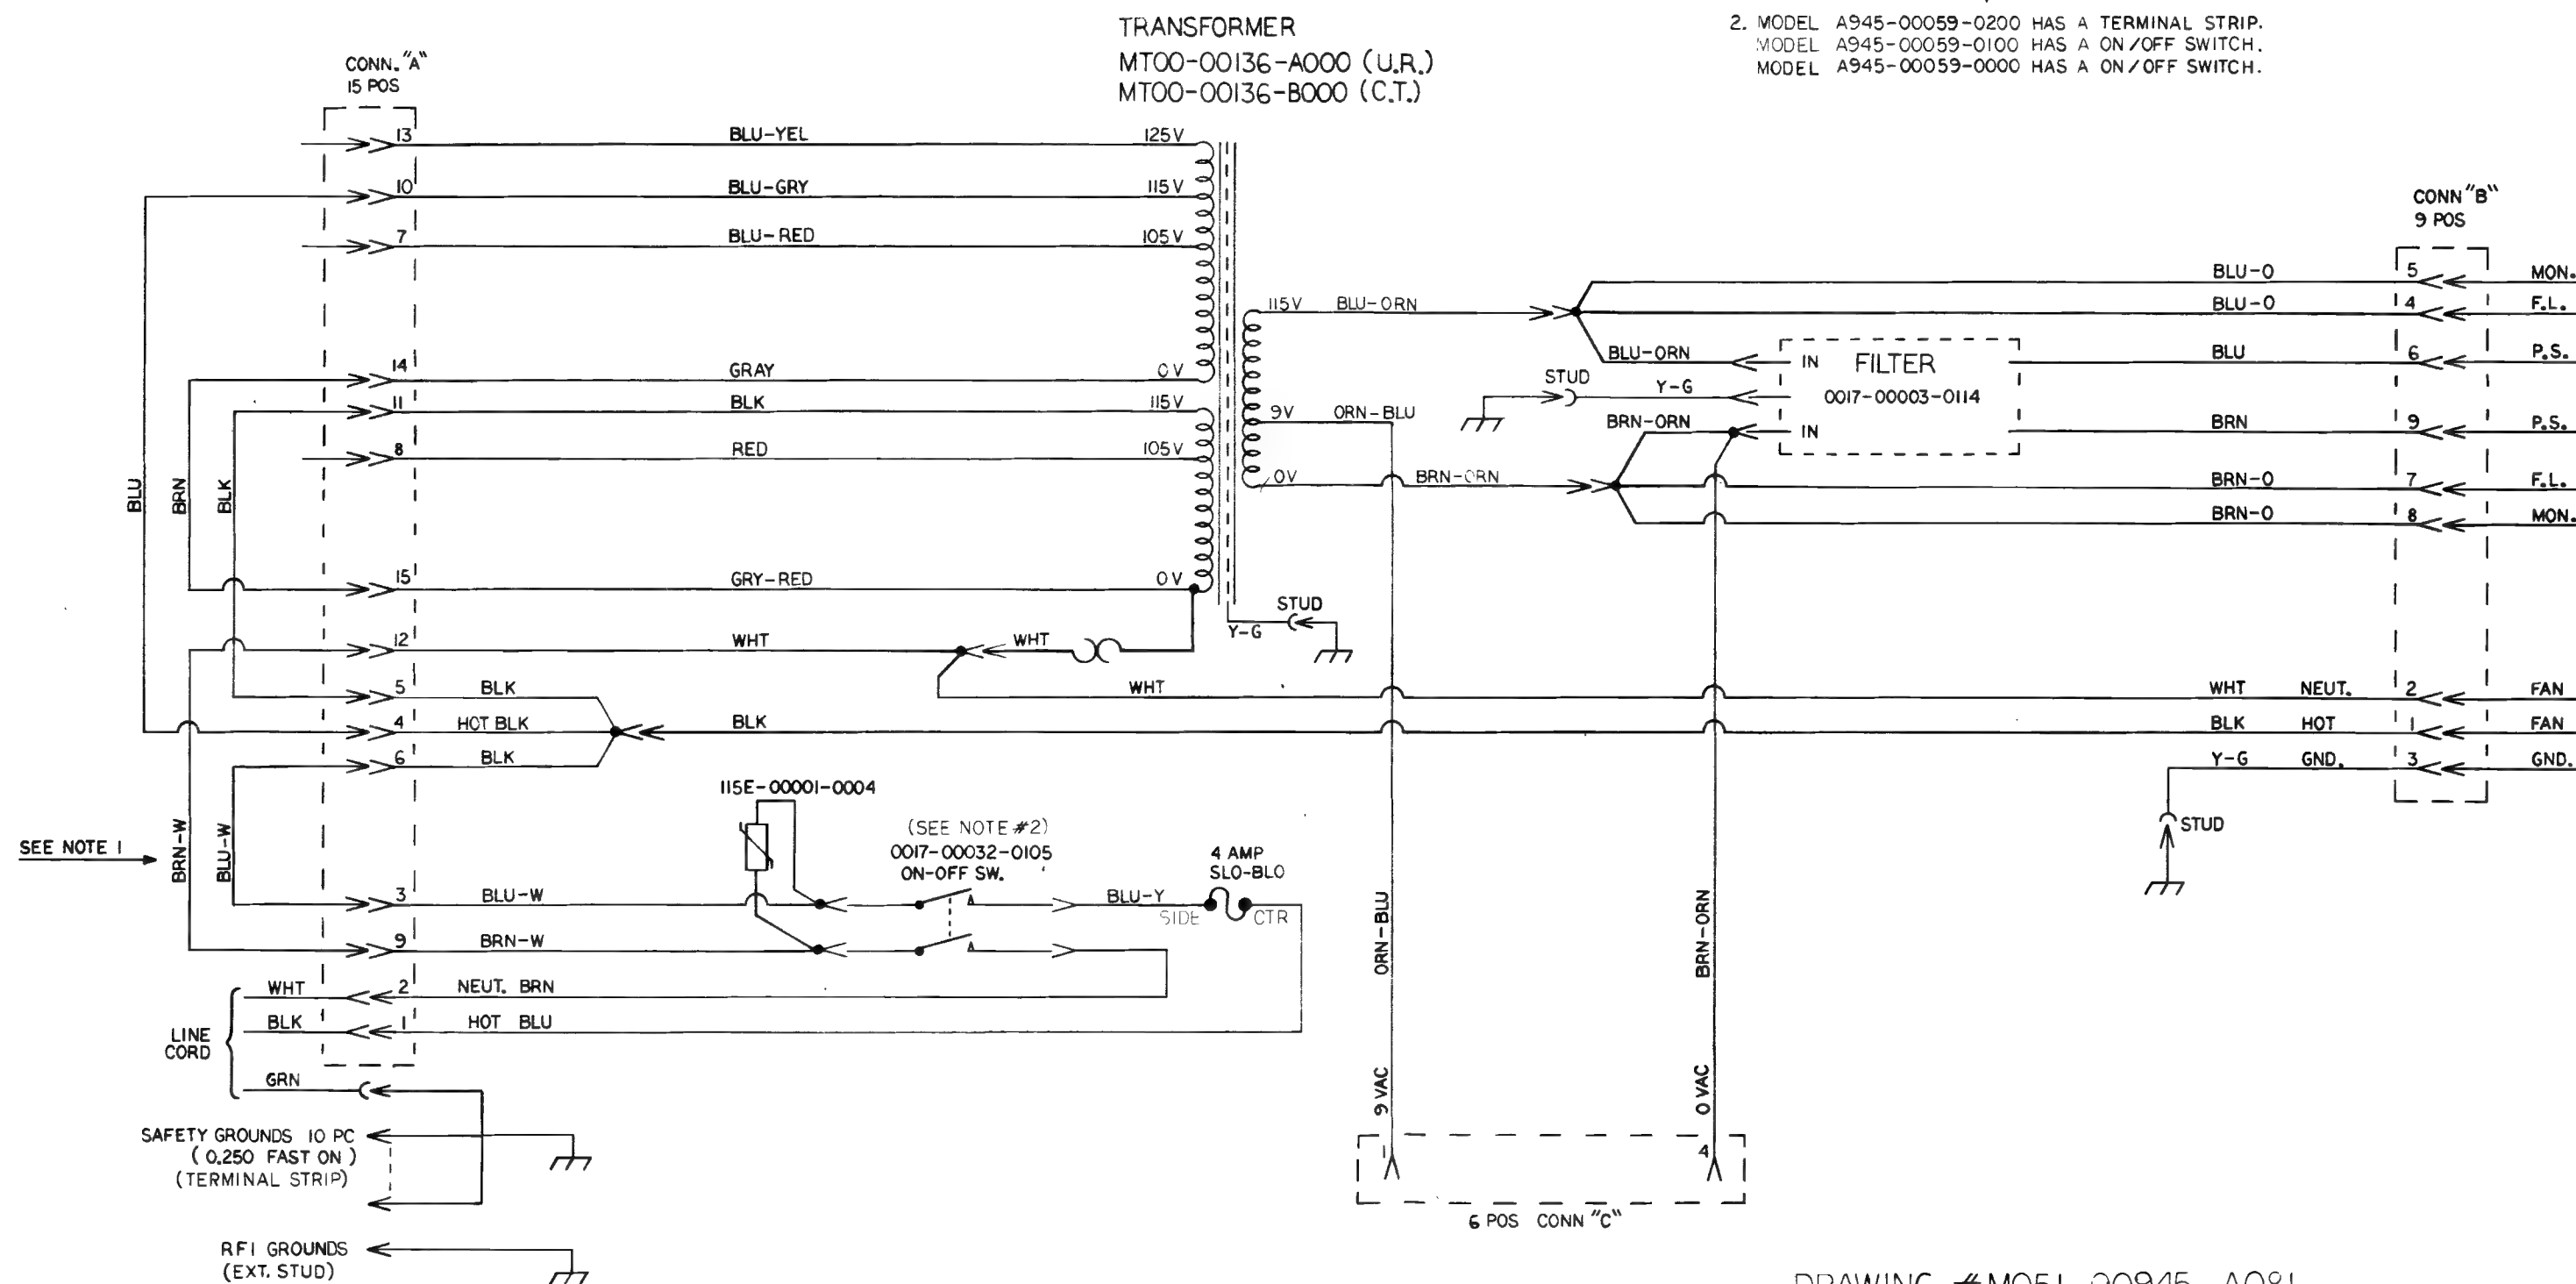 TRANSFORMER
MT00-00136-A000 (U.R.)
MT00-00136-B000 (C.T.)
2. MODEL A945-00059-0200 HAS A TERMINAL STRIP.
MODEL A945-00059-0100 HAS A ON/OFF SWITCH.
MODEL A945-00059-0000 HAS A ON/OFF SWITCH.
CONN. "A"
15 POS
13 BLU-YEL 125V
10 BLU-GRY 115V
7 BLU-RED 105V
14 GRAY 0V
11 BLK 115V
8 RED 105V
15 GRY-RED 0V
12 WHT WHT
5 BLK
4 HOT BLK BLK
6 BLK
BLU
BRN
BLK
BRN-W
BLU-W
SEE NOTE 1
115V BLU-ORN
9V ORN-BLU
0V BRN-ORN
STUD
Y-G
WHT
BLU-ORN
IN
FILTER
0017-00003-0114
STUD
Y-G
BRN-ORN
IN
CONN "B"
9 POS
BLU-O 5 MON.
BLU-O 4 F.L.
BLU 6 P.S.
BRN 9 P.S.
BRN-O 7 F.L.
BRN-O 8 MON.
WHT NEUT. 2 FAN
BLK HOT 1 FAN
Y-G GND. 3 GND.
STUD
115E-00001-0004
(SEE NOTE #2)
0017-00032-0105
ON-OFF SW.
4 AMP
SLO-BLO
3 BLU-W
BLU-Y
SIDE
CTR
9 BRN-W
WHT 2 NEUT. BRN
BLK 1 HOT BLU
LINE
CORD
GRN
SAFETY GROUNDS 10 PC
(0.250 FAST ON)
(TERMINAL STRIP)
RFI GROUNDS
(EXT. STUD)
ORN-BLU
BRN-ORN
9 VAC
0 VAC
1
4
6 POS CONN "C"
DRAWING #M051-00945-A081